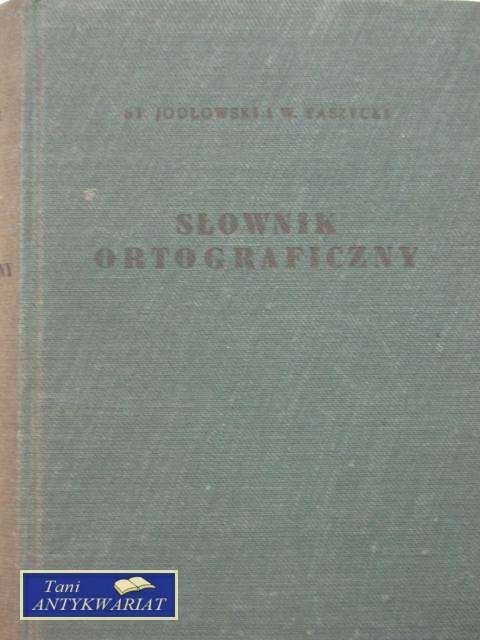 ST. JODŁOWSKI I W. TASZYCKI
SŁOWNIK
ORTOGRAFICZNY
Tani
ANTYKWARIAT